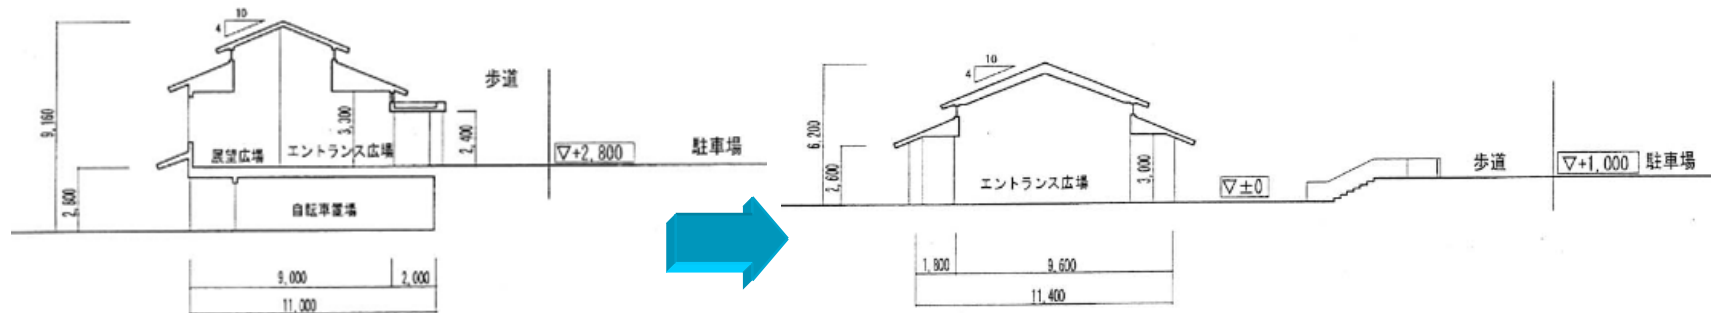 10
4
歩道
9,160
3,300
2,400
展望広場
エントランス広場
▽+2,800
駐車場
2,800
自転車置場
9,000
2,000
11,000
10
4
6,200
2,600
3,000
エントランス広場
▽±0
歩道
▽+1,000
駐車場
1,800
9,600
11,400